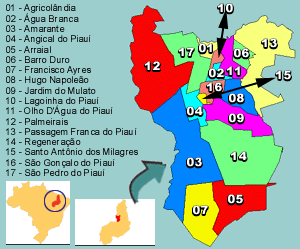 01 - Agricolândia
02 - Água Branca
03 - Amarante
04 - Angical do Piauí
05 - Arraial
06 - Barro Duro
07 - Francisco Ayres
08 - Hugo Napoleão
09 - Jardim do Mulato
10 - Lagoinha do Piauí
11 - Olho D'Água do Piauí
12 - Palmeirais
13 - Passagem Franca do Piauí
14 - Regeneração
15 - Santo Antônio dos Milagres
16 - São Gonçalo do Piauí
17 - São Pedro do Piauí
10
13
01
17
06
12
02
11
15
16
08
04
09
03
14
05
07